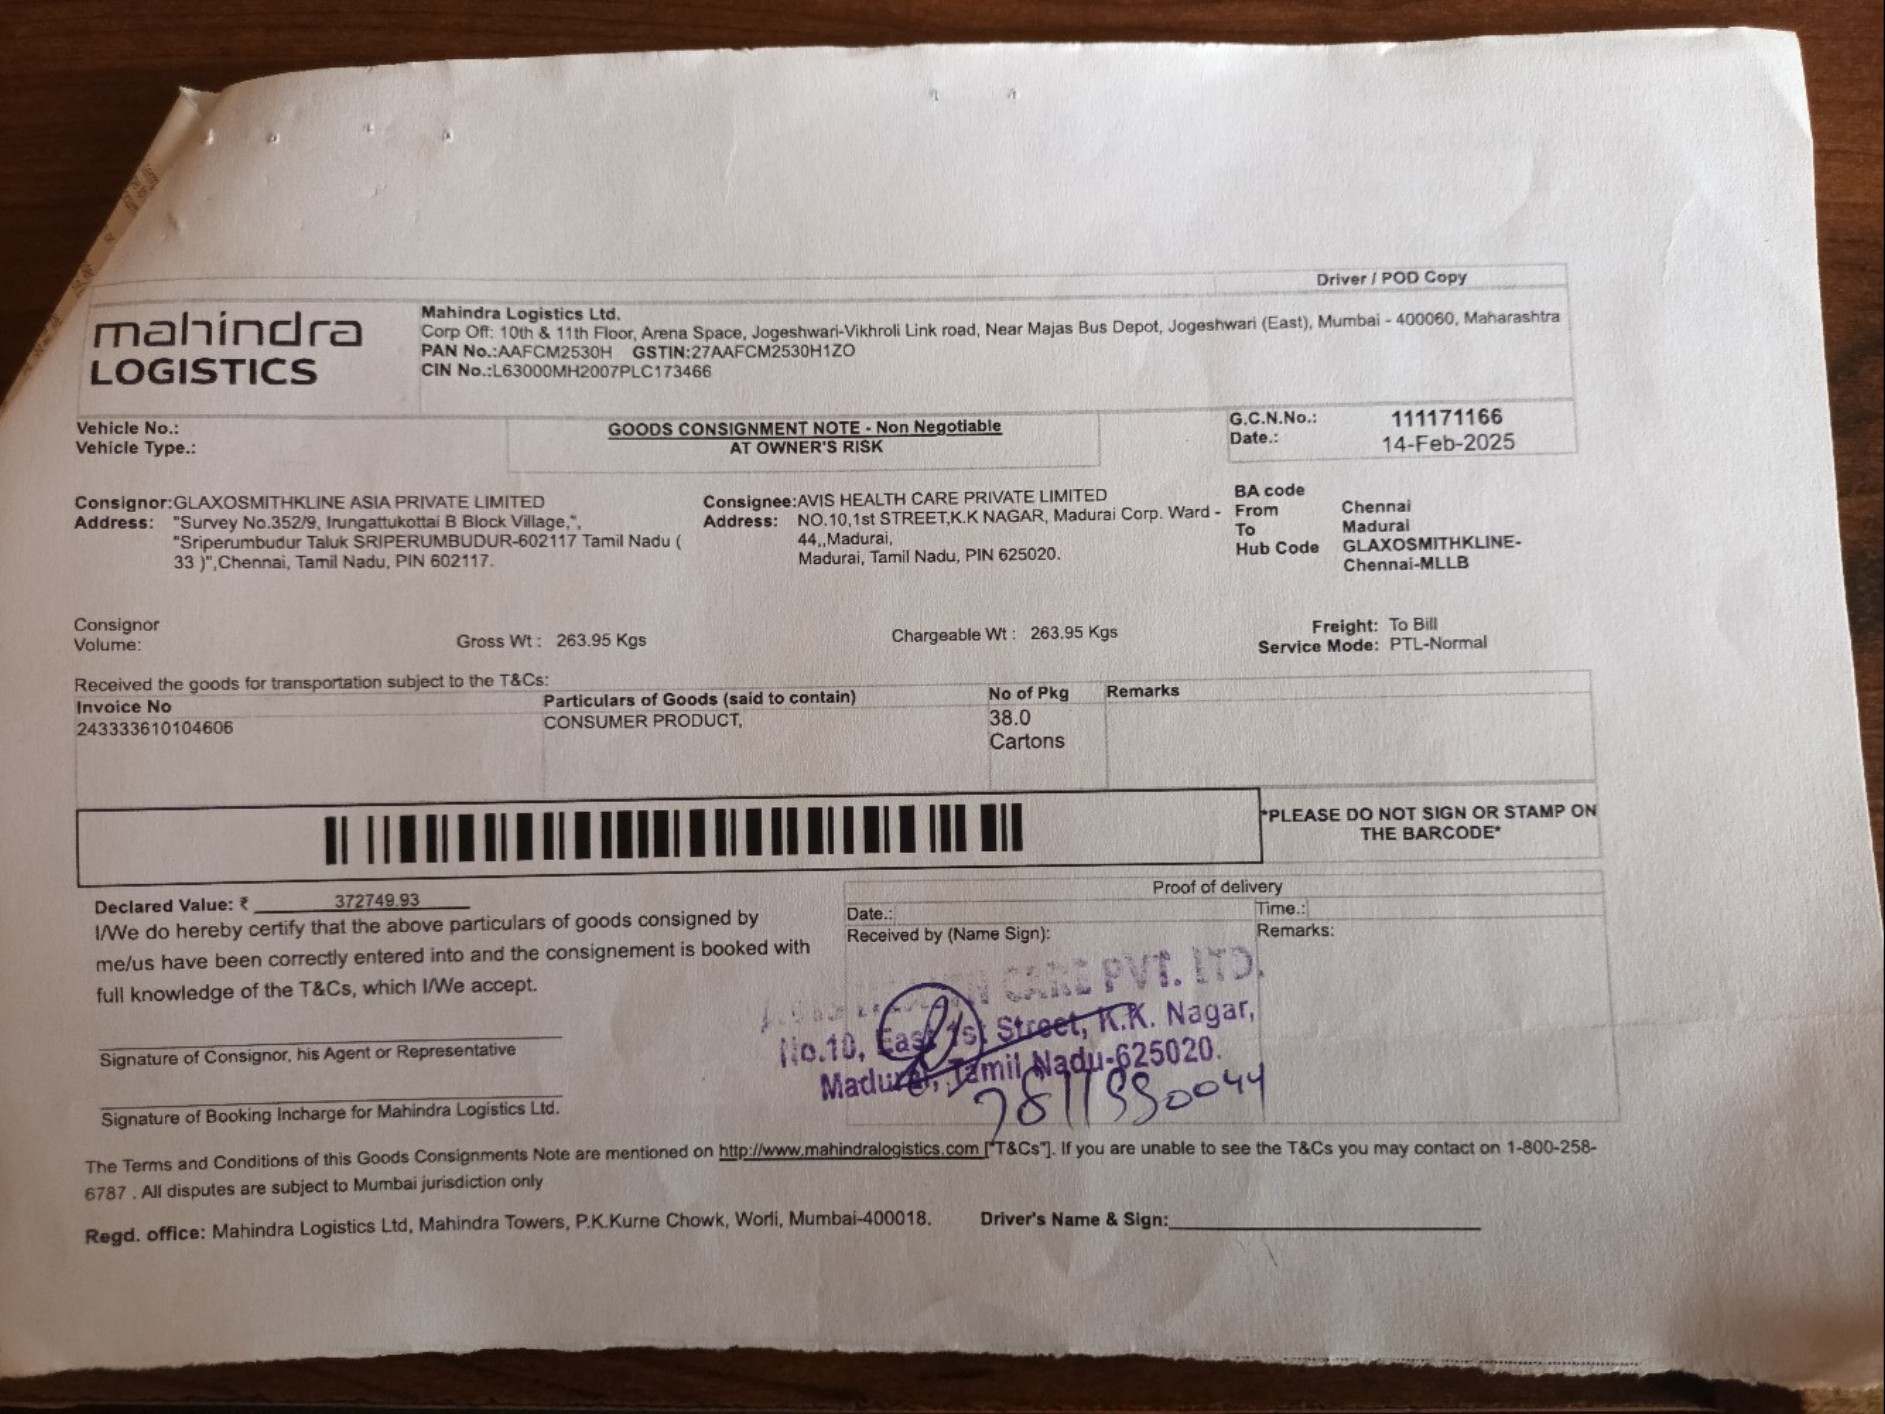 Driver / POD Copy
mahindra
LOGISTICS
Mahindra Logistics Ltd.
Corp Off: 10th & 11th Floor, Arena Space, Jogeshwari-Vikhroli Link road, Near Majas Bus Depot, Jogeshwari (East), Mumbai - 400060, Maharashtra
PAN No.:AAFCM2530H GSTIN:27AAFCM2530H1ZO
CIN No.:L63000MH2007PLC173466
Vehicle No.:
Vehicle Type.:
GOODS CONSIGNMENT NOTE - Non Negotiable
AT OWNER'S RISK
G.C.N.No.: 111171166
Date.: 14-Feb-2025
Consignor:GLAXOSMITHKLINE ASIA PRIVATE LIMITED
Address: "Survey No.352/9, Irungattukottai B Block Village,",
"Sriperumbudur Taluk SRIPERUMBUDUR-602117 Tamil Nadu (
33 )",Chennai, Tamil Nadu, PIN 602117.
Consignee:AVIS HEALTH CARE PRIVATE LIMITED
Address: NO.10,1st STREET,K.K NAGAR, Madurai Corp. Ward -
44,,Madurai,
Madurai, Tamil Nadu, PIN 625020.
BA code
From Chennai
To Madurai
Hub Code GLAXOSMITHKLINE-
Chennai-MLLB
Consignor
Volume:
Gross Wt : 263.95 Kgs
Chargeable Wt : 263.95 Kgs
Freight: To Bill
Service Mode: PTL-Normal
Received the goods for transportation subject to the T&Cs:
Invoice No Particulars of Goods (said to contain) No of Pkg Remarks
243333610104606 CONSUMER PRODUCT, 38.0
Cartons
*PLEASE DO NOT SIGN OR STAMP ON
THE BARCODE*
Declared Value: ₹ 372749.93
I/We do hereby certify that the above particulars of goods consigned by
me/us have been correctly entered into and the consignement is booked with
full knowledge of the T&Cs, which I/We accept.
Signature of Consignor, his Agent or Representative
Signature of Booking Incharge for Mahindra Logistics Ltd.
Proof of delivery
Date.: Time.:
Received by (Name Sign): Remarks:
CARE PVT. LTD.
No.10, East 1st Street, K.K. Nagar,
Madurai, Tamil Nadu-625020.
The Terms and Conditions of this Goods Consignments Note are mentioned on http://www.mahindralogistics.com ["T&Cs"]. If you are unable to see the T&Cs you may contact on 1-800-258-
6787 . All disputes are subject to Mumbai jurisdiction only
Regd. office: Mahindra Logistics Ltd, Mahindra Towers, P.K.Kurne Chowk, Worli, Mumbai-400018.
Driver's Name & Sign: